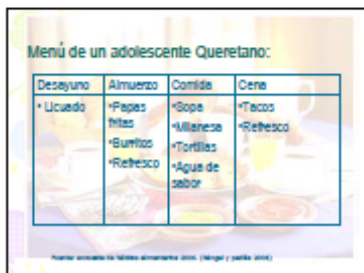 Menú de un adolescente Queretano:
Desayuno Almuerzo Comida Cena
• Licuado
•Papas fritas
•Burritos
•Refresco
•Sopa
•Milanesa
•Tortillas
•Agua de sabor
•Tacos
•Refresco